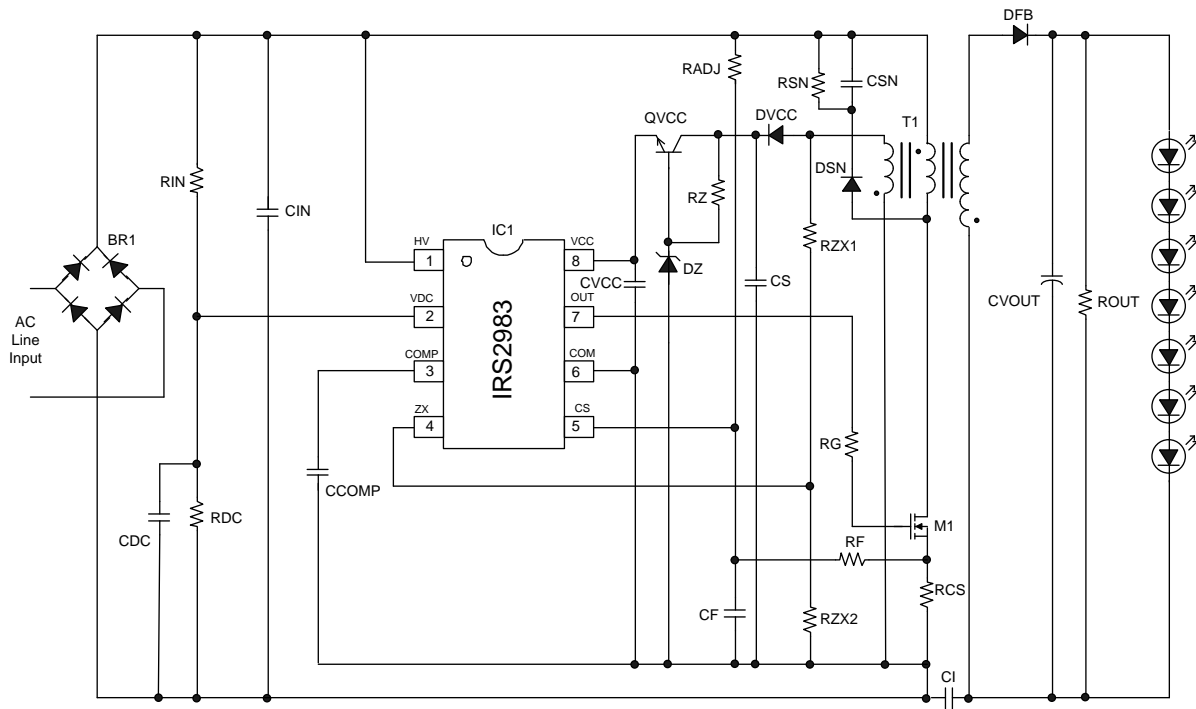 DFB
RADJ
RSN
CSN
QVCC
DVCC
T1
RIN
DSN
RZ
CIN
BR1
IC1
RZX1
HV
VCC
1
8
CVCC
DZ
CS
VDC
OUT
2
7
CVOUT
ROUT
AC
Line
Input
IRS2983
COMP
COM
3
6
ZX
CS
4
5
RG
CCOMP
RDC
CDC
M1
RF
RCS
CF
RZX2
CI